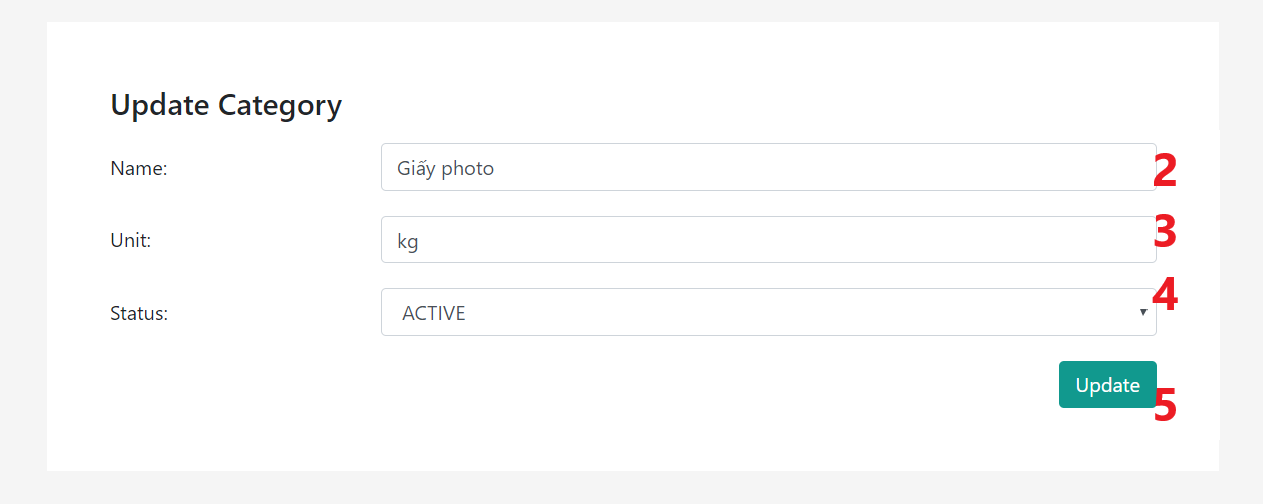 Update Category
Name: Giấy photo 2
Unit: kg 3
Status: ACTIVE 4
Update 5